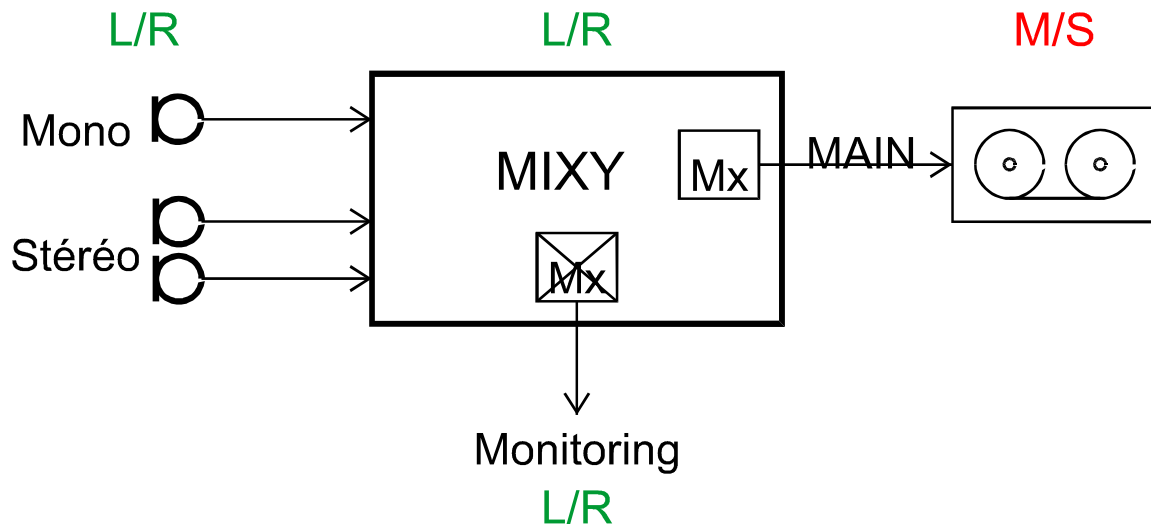 L/R
L/R
M/S
Mono
MIXY
Mx
MAIN
Stéréo
Mx
Monitoring
L/R